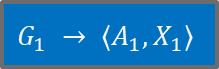 G₁ → ⟨A₁, X₁⟩